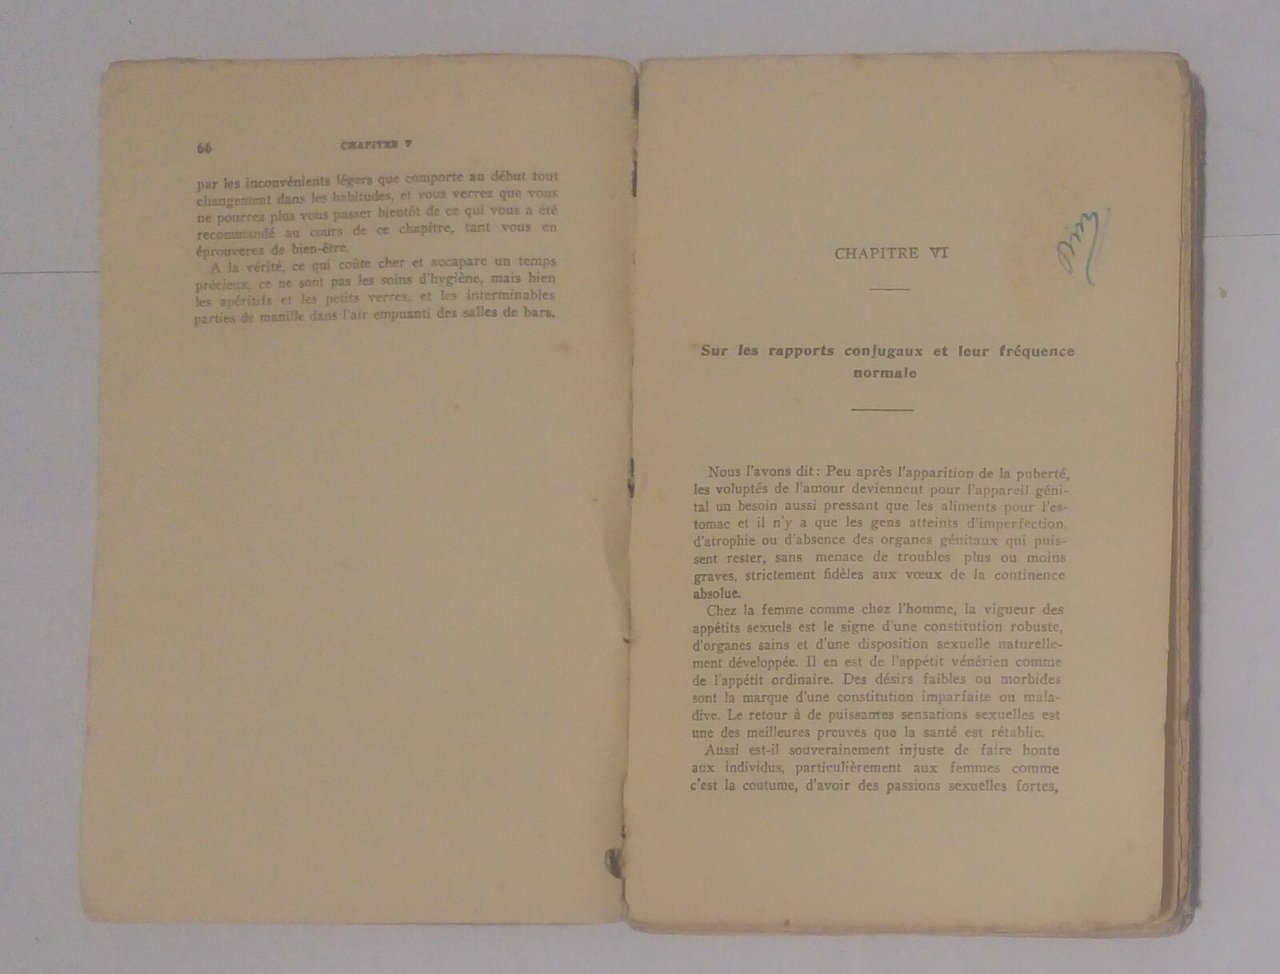 66
CHAPITRE V
par les inconvénients légers que comporte au début tout
changement dans les habitudes, et vous verrez que vous
ne pourrez plus vous passer bientôt de ce qui vous a été
recommandé au cours de ce chapitre, tant vous en
éprouverez de bien-être.
A la vérité, ce qui coûte cher et accapare un temps
précieux, ce ne sont pas les soins d'hygiène, mais bien
les apéritifs et les petits verres, et les interminables
parties de manille dans l'air empuanti des salles de bars.
CHAPITRE VI
Sur les rapports conjugaux et leur fréquence
normale
Nous l'avons dit : Peu après l'apparition de la puberté,
les voluptés de l'amour deviennent pour l'appareil géni-
tal un besoin aussi pressant que les aliments pour l'es-
tomac et il n'y a que les gens atteints d'imperfection,
d'atrophie ou d'absence des organes génitaux qui puis-
sent rester, sans menace de troubles plus ou moins
graves, strictement fidèles aux vœux de la continence
absolue.
Chez la femme comme chez l'homme, la vigueur des
appétits sexuels est le signe d'une constitution robuste,
d'organes sains et d'une disposition sexuelle naturelle-
ment développée. Il en est de l'appétit vénérien comme
de l'appétit ordinaire. Des désirs faibles ou morbides
sont la marque d'une constitution imparfaite ou mala-
dive. Le retour à de puissantes sensations sexuelles est
une des meilleures preuves que la santé est rétablie.
Aussi est-il souverainement injuste de faire honte
aux individus, particulièrement aux femmes comme
c'est la coutume, d'avoir des passions sexuelles fortes,